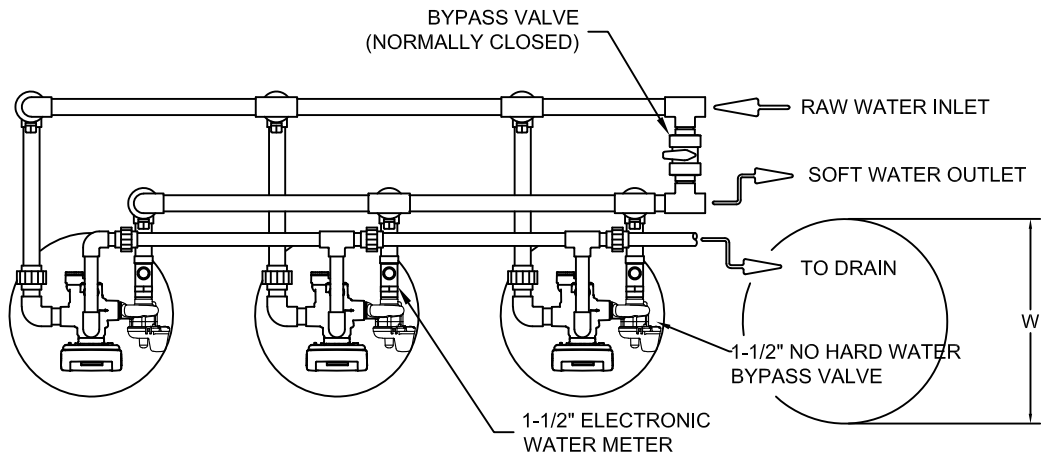 BYPASS VALVE
(NORMALLY CLOSED)
RAW WATER INLET
SOFT WATER OUTLET
TO DRAIN
W
1-1/2" NO HARD WATER
BYPASS VALVE
1-1/2" ELECTRONIC
WATER METER